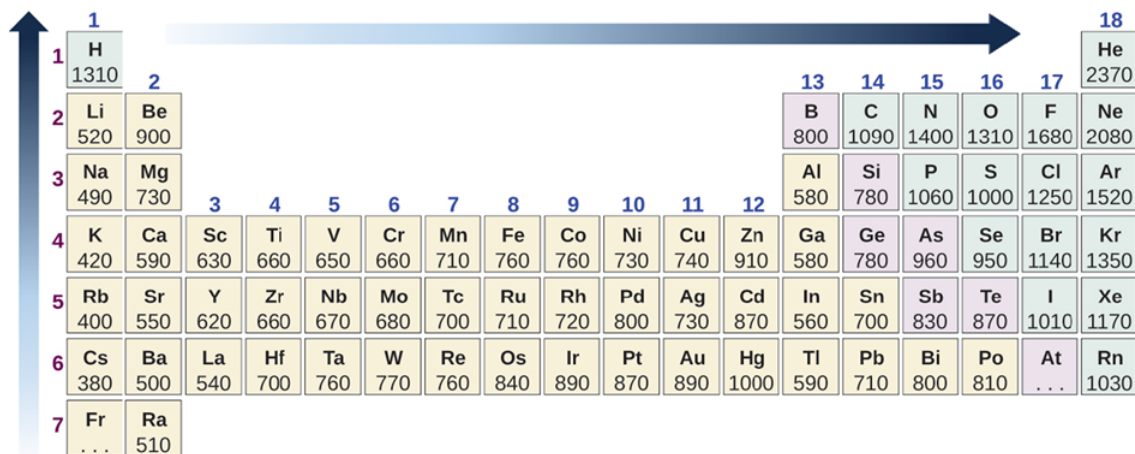 1 18
1 H He
1310 2370
2 13 14 15 16 17
2 Li Be B C N O F Ne
520 900 800 1090 1400 1310 1680 2080
3 Na Mg Al Si P S Cl Ar
490 730 580 780 1060 1000 1250 1520
3 4 5 6 7 8 9 10 11 12
4 K Ca Sc Ti V Cr Mn Fe Co Ni Cu Zn Ga Ge As Se Br Kr
420 590 630 660 650 660 710 760 760 730 740 910 580 780 960 950 1140 1350
5 Rb Sr Y Zr Nb Mo Tc Ru Rh Pd Ag Cd In Sn Sb Te I Xe
400 550 620 660 670 680 700 710 720 800 730 870 560 700 830 870 1010 1170
6 Cs Ba La Hf Ta W Re Os Ir Pt Au Hg Tl Pb Bi Po At Rn
380 500 540 700 760 770 760 840 890 870 890 1000 590 710 800 810 ... 1030
7 Fr Ra
... 510